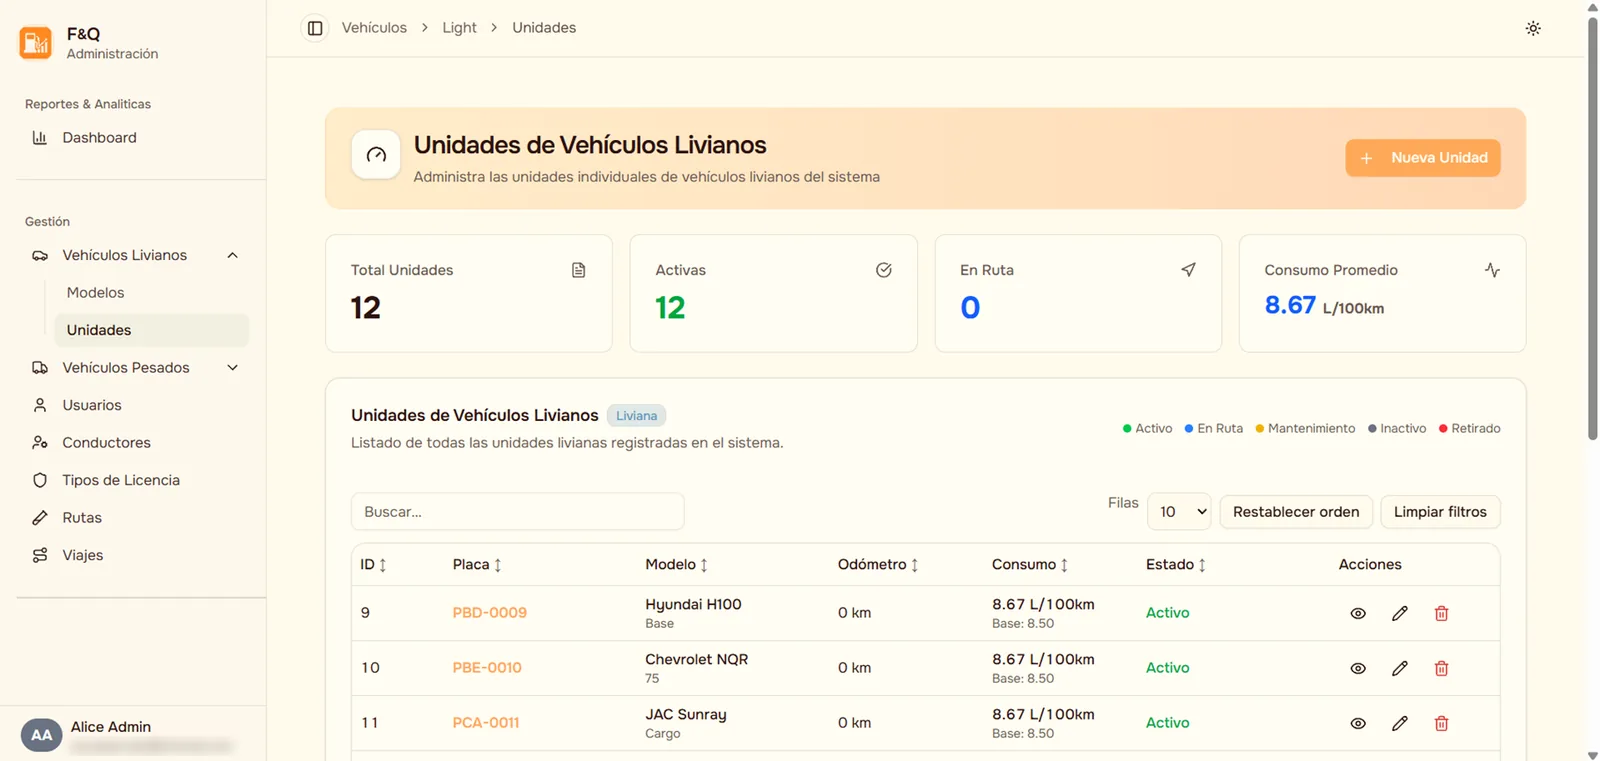 F&Q
Administración
Reportes & Analiticas
Dashboard
Gestión
Vehículos Livianos
Modelos
Unidades
Vehículos Pesados
Usuarios
Conductores
Tipos de Licencia
Rutas
Viajes
AA
Alice Admin
Vehículos > Light > Unidades
Unidades de Vehículos Livianos
Administra las unidades individuales de vehículos livianos del sistema
+ Nueva Unidad
Total Unidades
12
Activas
12
En Ruta
0
Consumo Promedio
8.67 L/100km
Unidades de Vehículos Livianos Liviana
Listado de todas las unidades livianas registradas en el sistema.
Activo En Ruta Mantenimiento Inactivo Retirado
Buscar...
Filas 10 Restablecer orden Limpiar filtros
ID Placa Modelo Odómetro Consumo Estado Acciones
9 PBD-0009 Hyundai H100 0 km 8.67 L/100km Activo
Base Base: 8.50
10 PBE-0010 Chevrolet NQR 0 km 8.67 L/100km Activo
75 Base: 8.50
11 PCA-0011 JAC Sunray 0 km 8.67 L/100km Activo
Cargo Base: 8.50